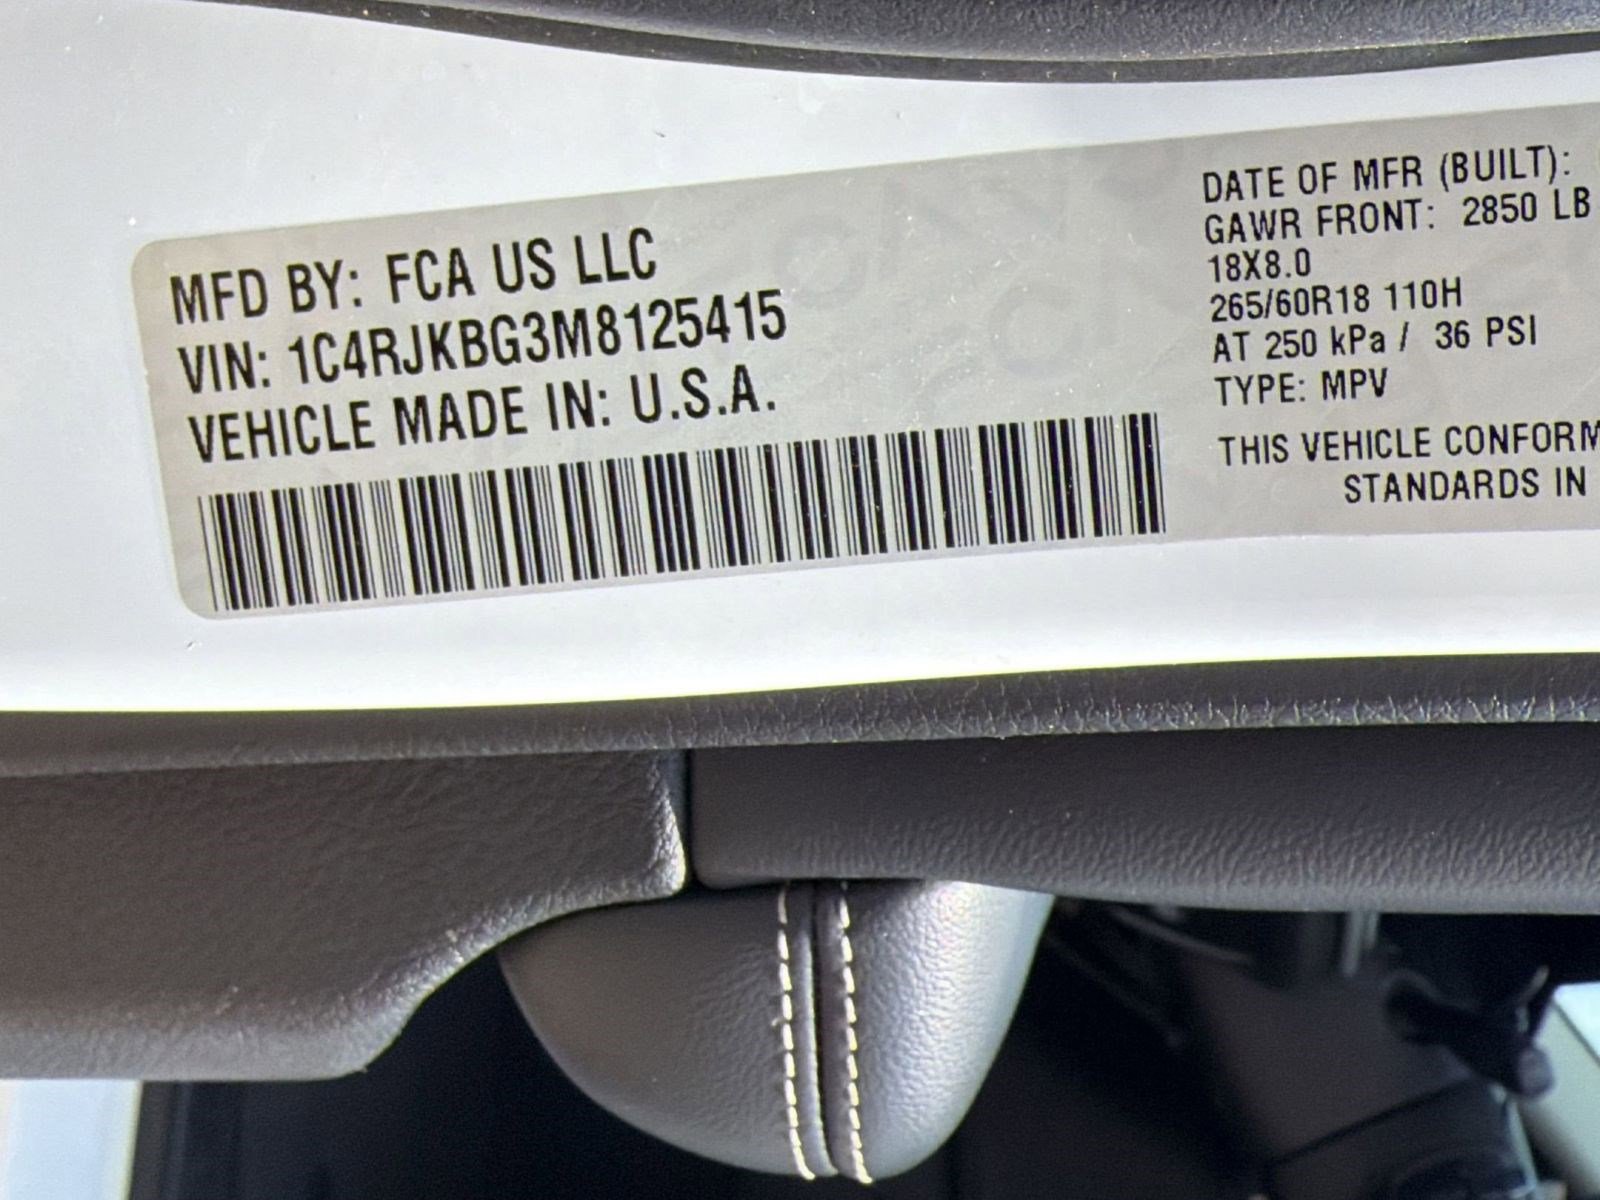 MFD BY: FCA US LLC
VIN: 1C4RJKBG3M8125415
VEHICLE MADE IN: U.S.A.
DATE OF MFR (BUILT):
GAWR FRONT: 2850 LB
18X8.0
265/60R18 110H
AT 250 kPa / 36 PSI
TYPE: MPV
THIS VEHICLE CONFORM
STANDARDS IN